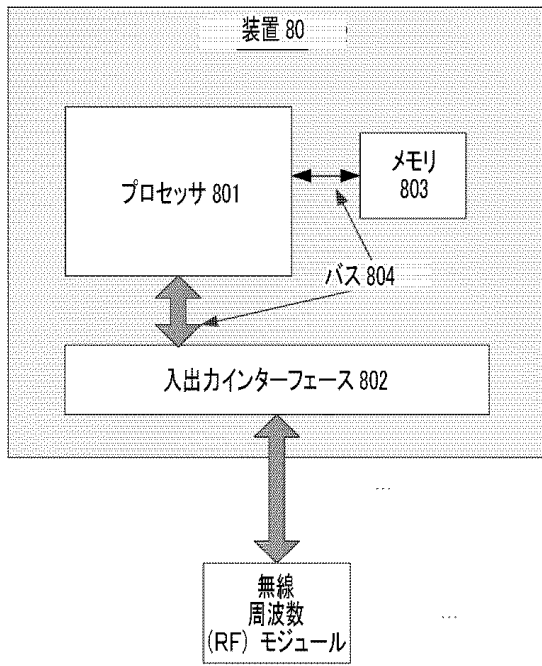 装置 80
プロセッサ 801
メモリ
803
バス 804
入出力インターフェース 802
...
無線
周波数
(RF) モジュール
...